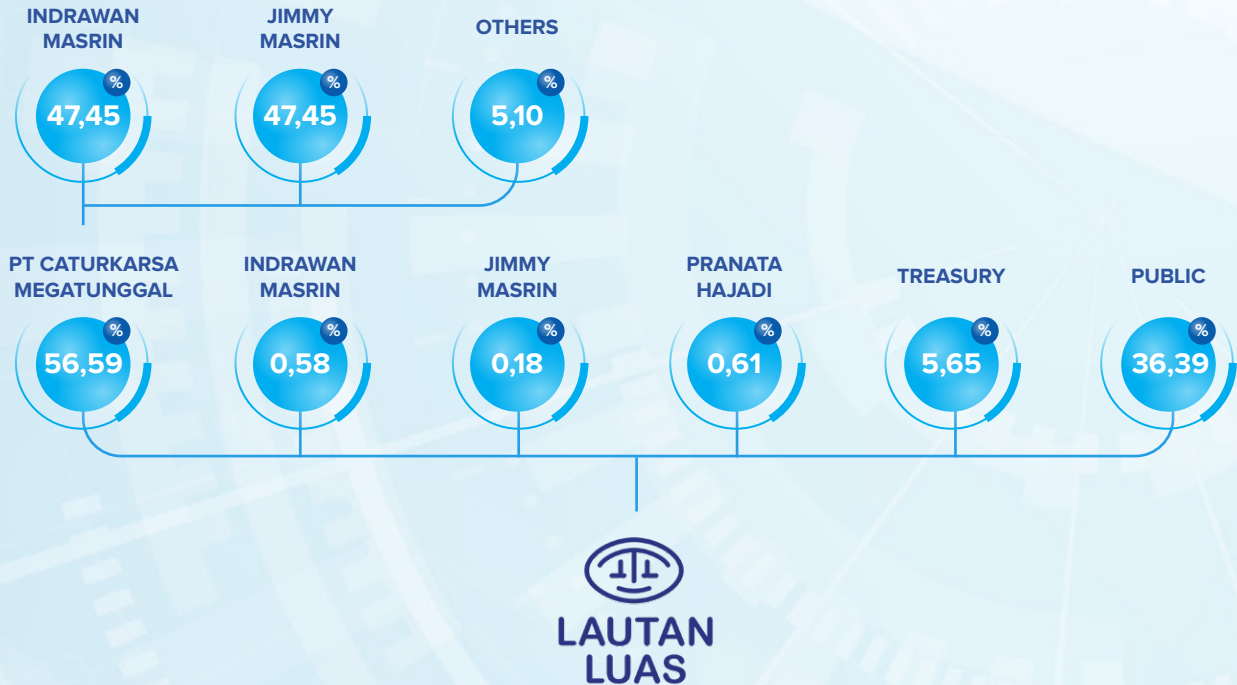 INDRAWAN
MASRIN
%
47,45
JIMMY
MASRIN
%
47,45
OTHERS
%
5,10
PT CATURKARSA
MEGATUNGGAL
%
56,59
INDRAWAN
MASRIN
%
0,58
JIMMY
MASRIN
%
0,18
PRANATA
HAJADI
%
0,61
TREASURY
%
5,65
PUBLIC
%
36,39
LAUTAN
LUAS